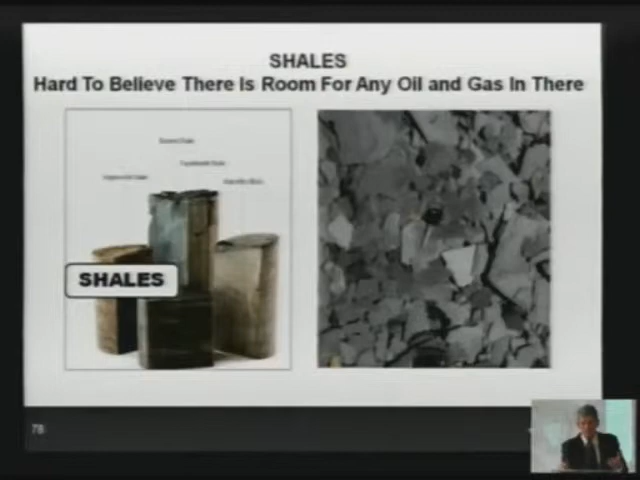 SHALES
Hard To Believe There Is Room For Any Oil and Gas In There
SHALES
78